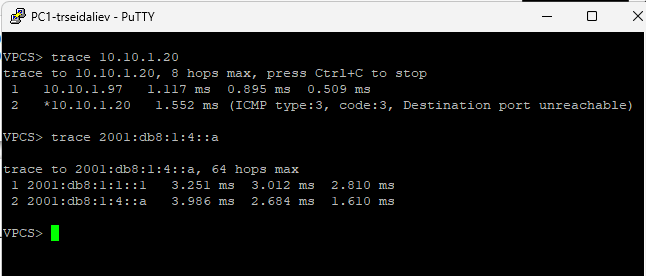 PC1-trseidaliev - PuTTY
VPCS> trace 10.10.1.20
trace to 10.10.1.20, 8 hops max, press Ctrl+C to stop
 1   10.10.1.97   1.117 ms  0.895 ms  0.509 ms
 2   *10.10.1.20   1.552 ms (ICMP type:3, code:3, Destination port unreachable)
VPCS> trace 2001:db8:1:4::a
trace to 2001:db8:1:4::a, 64 hops max
 1 2001:db8:1:1::1   3.251 ms  3.012 ms  2.810 ms
 2 2001:db8:1:4::a   3.986 ms  2.684 ms  1.610 ms
VPCS>